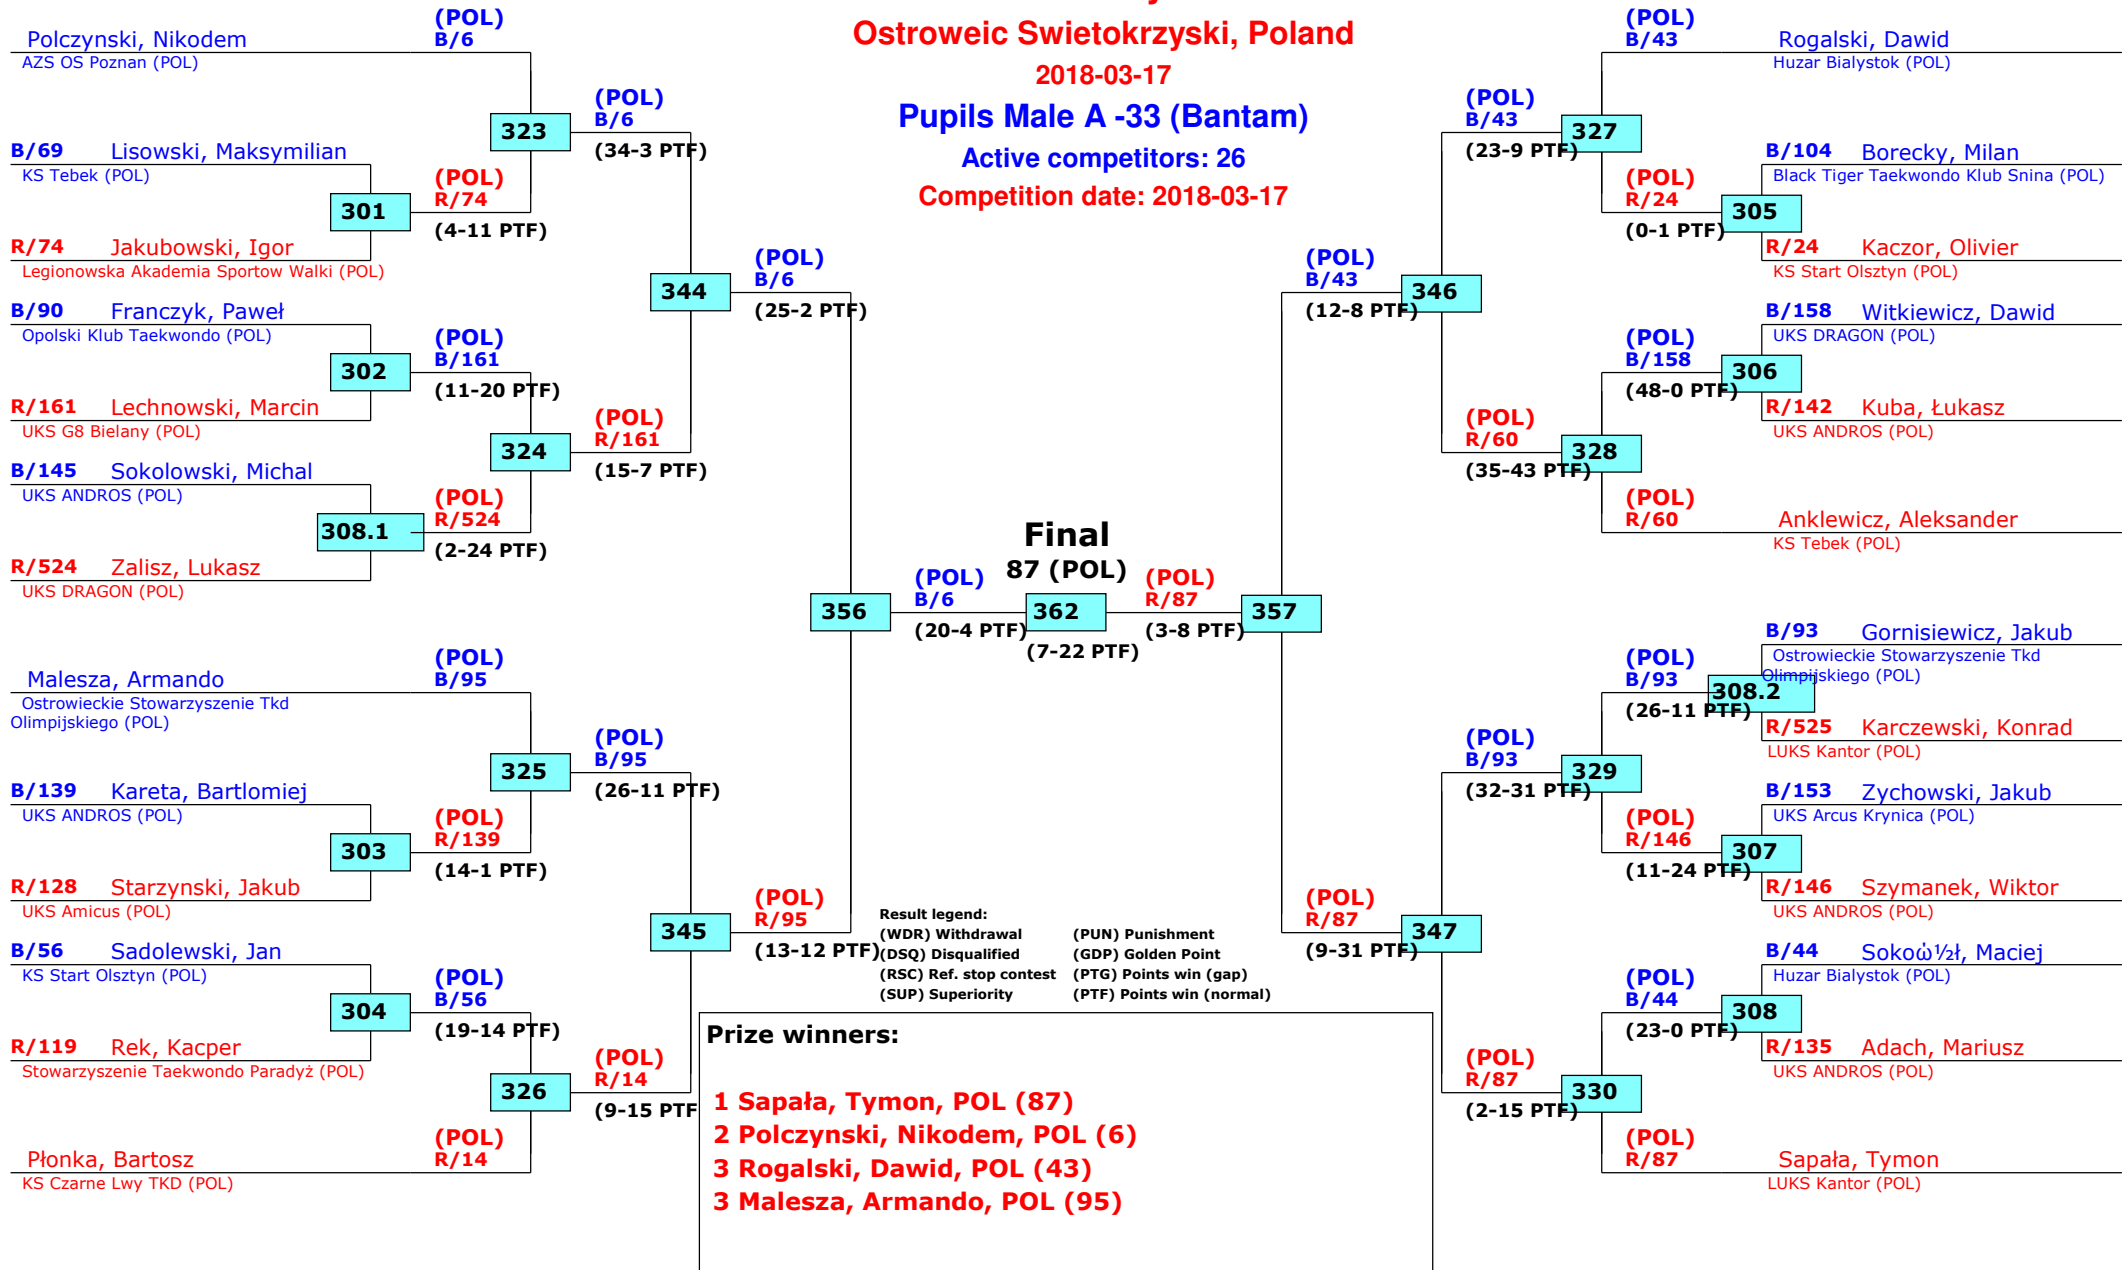 Ostroweic Swietokrzyski, Poland
2018-03-17
Pupils Male A -33 (Bantam)
Active competitors: 26
Competition date: 2018-03-17
Polczynski, Nikodem
AZS OS Poznan (POL)
(POL)
B/6
B/69 Lisowski, Maksymilian
KS Tebek (POL)
301
R/74 Jakubowski, Igor
Legionowska Akademia Sportow Walki (POL)
(POL)
R/74
(4-11 PTF)
323
(POL)
B/6
(34-3 PTF)
B/90 Franczyk, Paweł
Opolski Klub Taekwondo (POL)
302
R/161 Lechnowski, Marcin
UKS G8 Bielany (POL)
(POL)
B/161
(11-20 PTF)
B/145 Sokolowski, Michal
UKS ANDROS (POL)
308.1
R/524 Zalisz, Lukasz
UKS DRAGON (POL)
(POL)
R/524
(2-24 PTF)
324
(POL)
R/161
(15-7 PTF)
344
(POL)
B/6
(25-2 PTF)
Malesza, Armando
Ostrowieckie Stowarzyszenie Tkd
Olimpijskiego (POL)
(POL)
B/95
B/139 Kareta, Bartlomiej
UKS ANDROS (POL)
303
R/128 Starzynski, Jakub
UKS Amicus (POL)
(POL)
R/139
(14-1 PTF)
325
(POL)
B/95
(26-11 PTF)
B/56 Sadolewski, Jan
KS Start Olsztyn (POL)
304
R/119 Rek, Kacper
Stowarzyszenie Taekwondo Paradyż (POL)
(POL)
B/56
(19-14 PTF)
326
Płonka, Bartosz
KS Czarne Lwy TKD (POL)
(POL)
R/14
(POL)
R/14
(9-15 PTF
345
(POL)
R/95
(13-12 PTF)
356
(POL)
B/6
(20-4 PTF)
Final
87 (POL)
362
(7-22 PTF)
(POL)
R/87
(3-8 PTF)
357
(POL)
B/43
(12-8 PTF)
346
(POL)
B/43
(23-9 PTF)
327
(POL)
B/43
Rogalski, Dawid
Huzar Bialystok (POL)
(POL)
R/24
(0-1 PTF)
305
B/104 Borecky, Milan
Black Tiger Taekwondo Klub Snina (POL)
R/24 Kaczor, Olivier
KS Start Olsztyn (POL)
(POL)
R/60
(35-43 PTF)
328
(POL)
B/158
(48-0 PTF)
306
B/158 Witkiewicz, Dawid
UKS DRAGON (POL)
R/142 Kuba, Łukasz
UKS ANDROS (POL)
(POL)
R/60
Anklewicz, Aleksander
KS Tebek (POL)
(POL)
R/87
(9-31 PTF)
347
(POL)
B/93
(32-31 PTF)
329
(POL)
B/93
(26-11 PTF)
308.2
B/93 Gornisiewicz, Jakub
Ostrowieckie Stowarzyszenie Tkd
Olimpijskiego (POL)
R/525 Karczewski, Konrad
LUKS Kantor (POL)
(POL)
R/146
(11-24 PTF)
307
B/153 Zychowski, Jakub
UKS Arcus Krynica (POL)
R/146 Szymanek, Wiktor
UKS ANDROS (POL)
(POL)
R/87
(2-15 PTF)
330
(POL)
B/44
(23-0 PTF)
308
B/44 Sokoώ½ł, Maciej
Huzar Bialystok (POL)
R/135 Adach, Mariusz
UKS ANDROS (POL)
(POL)
R/87
Sapała, Tymon
LUKS Kantor (POL)
Result legend:
(WDR) Withdrawal (PUN) Punishment
(DSQ) Disqualified (GDP) Golden Point
(RSC) Ref. stop contest (PTG) Points win (gap)
(SUP) Superiority (PTF) Points win (normal)
Prize winners:
1 Sapała, Tymon, POL (87)
2 Polczynski, Nikodem, POL (6)
3 Rogalski, Dawid, POL (43)
3 Malesza, Armando, POL (95)